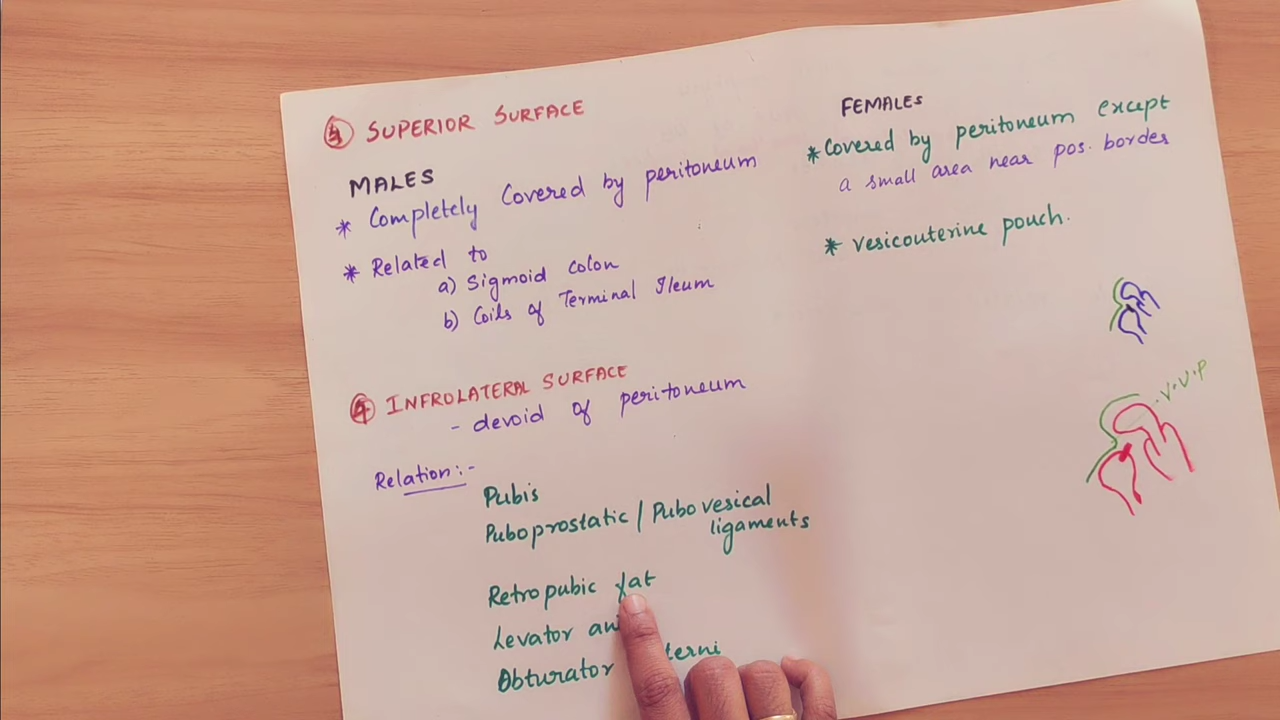 3 SUPERIOR SURFACE
MALES
* Completely Covered by peritoneum
* Related to
a) Sigmoid Colon
b) Coils of Terminal Ileum
FEMALES
* Covered by peritoneum except
a small area near pos. border
* vesicouterine pouch.
4 INFROLATERAL SURFACE
- devoid of peritoneum
Relation:-
Pubis
Puboprostatic / Pubovesical
ligaments
Retropubic fat
Levator
Obturator
V.V.P